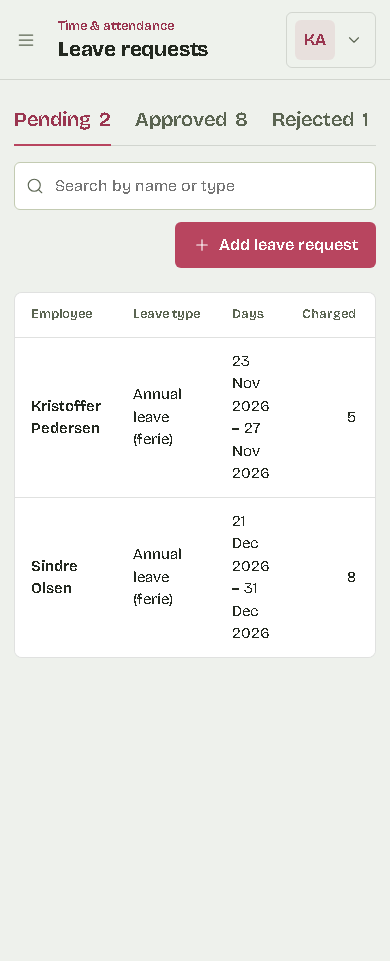 Time & attendance
Leave requests
KA
Pending 2
Approved 8
Rejected 1
Search by name or type
Add leave request
Employee
Leave type
Days
Charged
Kristoffer
Pedersen
Annual
leave
(ferie)
23
Nov
2026
– 27
Nov
2026
5
Sindre
Olsen
Annual
leave
(ferie)
21
Dec
2026
– 31
Dec
2026
8